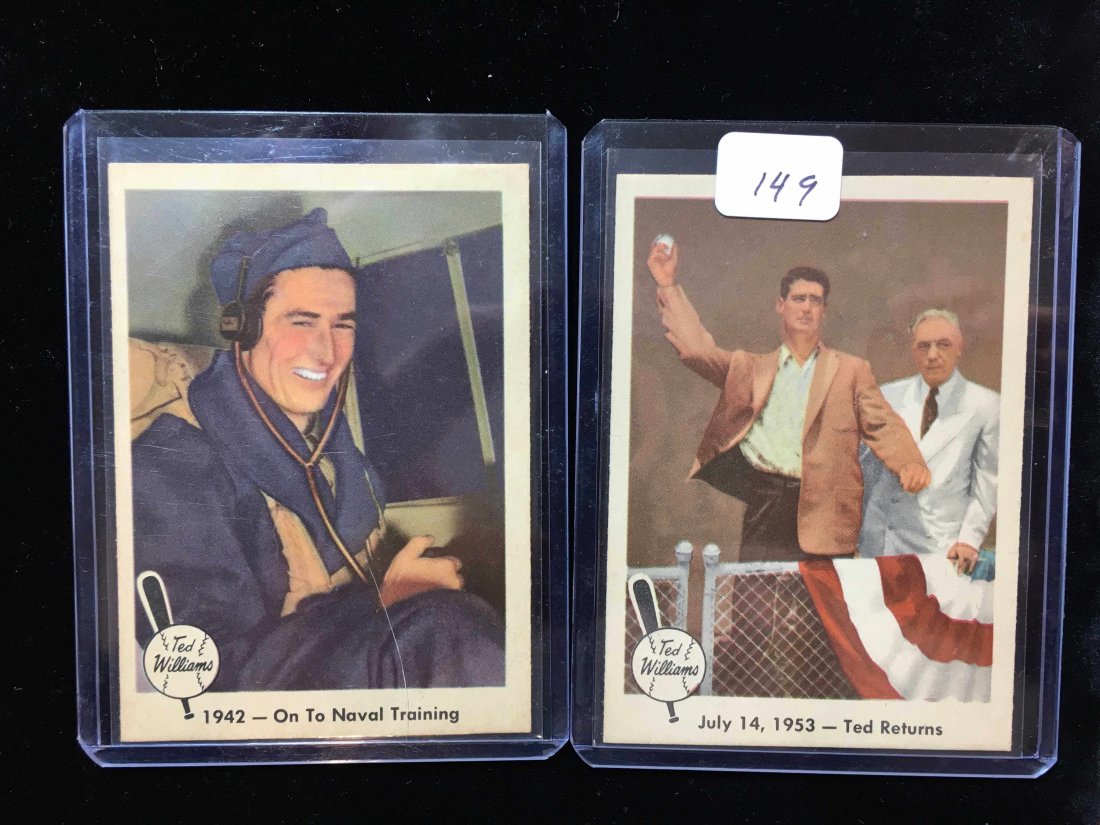 149
Ted
Williams
1942 — On To Naval Training
Ted
Williams
July 14, 1953 — Ted Returns